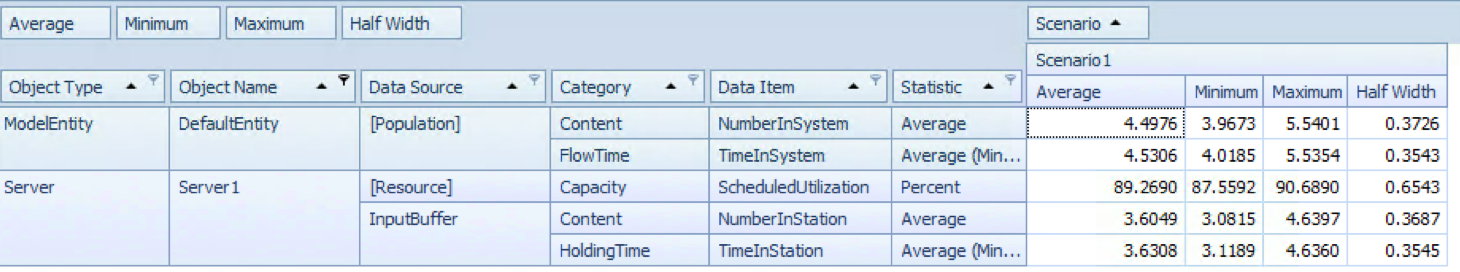 Average Minimum Maximum Half Width Scenario
Scenario1
Object Type Object Name Data Source Category Data Item Statistic Average Minimum Maximum Half Width
ModelEntity DefaultEntity [Population] Content NumberInSystem Average 4.4976 3.9673 5.5401 0.3726
FlowTime TimeInSystem Average (Min... 4.5306 4.0185 5.5354 0.3543
Server Server1 [Resource] Capacity ScheduledUtilization Percent 89.2690 87.5592 90.6890 0.6543
InputBuffer Content NumberInStation Average 3.6049 3.0815 4.6397 0.3687
HoldingTime TimeInStation Average (Min... 3.6308 3.1189 4.6360 0.3545